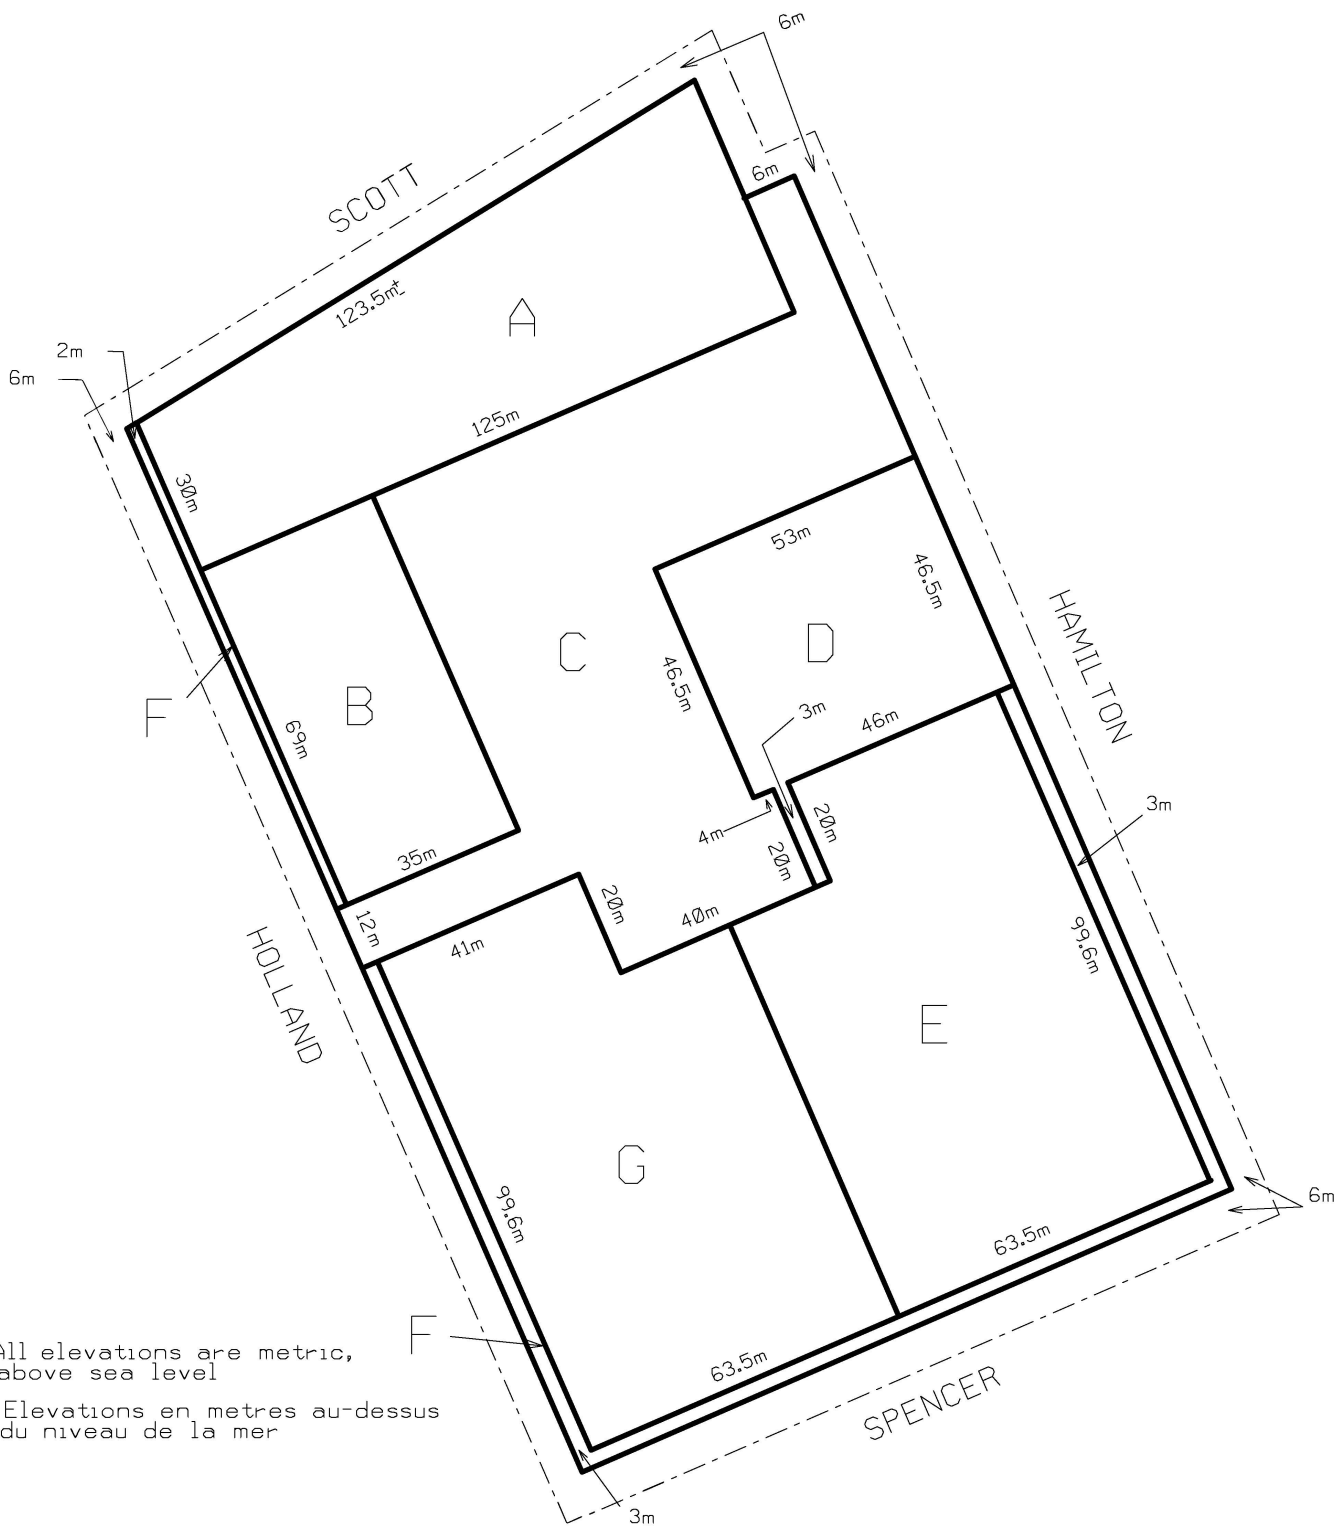 6m
SCOTT
6m
123.5m±
A
2m
6m
125m
30m
53m
46.5m
HAMILTON
C
D
46.5m
B
F
69m
3m
46m
3m
4m
20m
20m
35m
20m
40m
12m
41m
99.6m
HOLLAND
E
G
99.6m
6m
63.5m
F
63.5m
All elevations are metric,
above sea level
Elevations en metres au-dessus
du niveau de la mer
SPENCER
3m